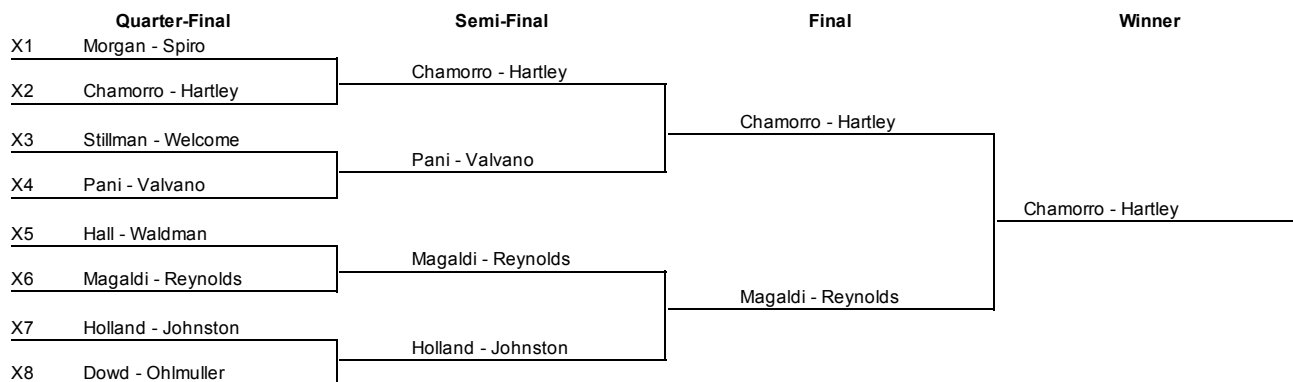 Quarter-Final Semi-Final Final Winner
X1 Morgan - Spiro
Chamorro - Hartley
X2 Chamorro - Hartley
Chamorro - Hartley
X3 Stillman - Welcome
Pani - Valvano
X4 Pani - Valvano
Chamorro - Hartley
X5 Hall - Waldman
Magaldi - Reynolds
X6 Magaldi - Reynolds
Magaldi - Reynolds
X7 Holland - Johnston
Holland - Johnston
X8 Dowd - Ohlmuller